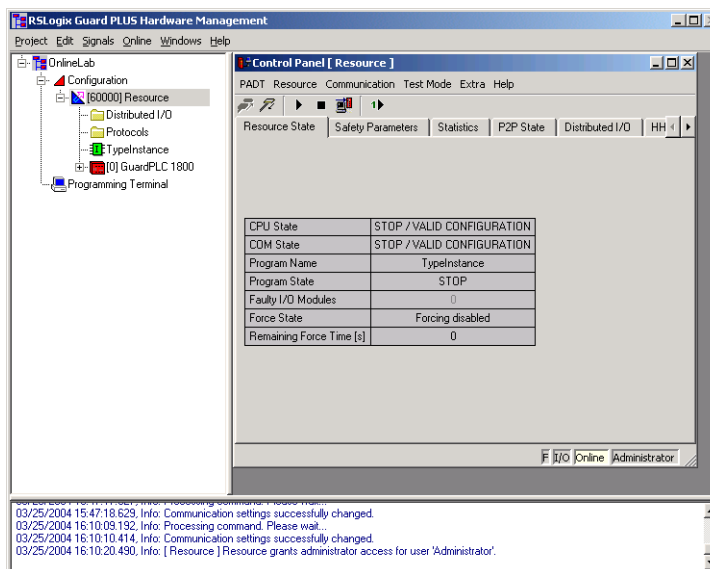 RSLogix Guard PLUS Hardware Management
Project Edit Signals Online Windows Help
OnlineLab
Configuration
[60000] Resource
Distributed I/O
Protocols
TypeInstance
[0] GuardPLC 1800
Programming Terminal
Control Panel [ Resource ]
PADT Resource Communication Test Mode Extra Help
Resource State Safety Parameters Statistics P2P State Distributed I/O HH
CPU State STOP / VALID CONFIGURATION
COM State STOP / VALID CONFIGURATION
Program Name TypeInstance
Program State STOP
Faulty I/O Modules 0
Force State Forcing disabled
Remaining Force Time [s] 0
F I/O Online Administrator
03/25/2004 15:47:18.629, Info: Communication settings successfully changed.
03/25/2004 16:10:09.192, Info: Processing command. Please wait...
03/25/2004 16:10:10.414, Info: Communication settings successfully changed.
03/25/2004 16:10:20.490, Info: [ Resource ] Resource grants administrator access for user 'Administrator'.